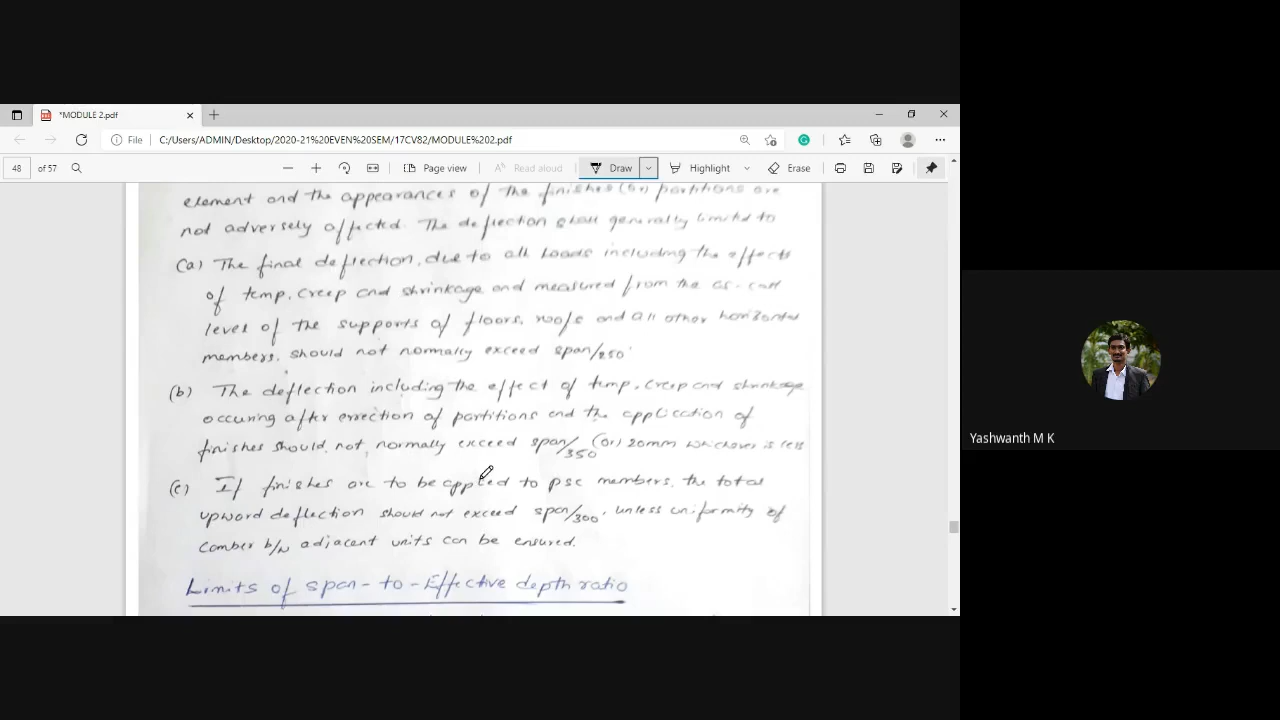 *MODULE 2.pdf
File C:/Users/ADMIN/Desktop/2020-21%20EVEN%20SEM/17CV82/MODULE%202.pdf
48 of 57 Page view Read aloud Draw Highlight Erase
element and the appearances of the finishes (or) partitions are
not adversely affected. The deflection shall generally limited to
(a) The final deflection, due to all loads including the effects
of temp, creep and shrinkage and measured from the as-cast
level of the supports of floors, roofs and all other horizontal
members, should not normally exceed span/250.
(b) The deflection including the effect of temp, creep and shrinkage
occuring after errection of partitions and the application of
finishes should not normally exceed span/350 (or) 20mm whichever is less
(c) If finishes are to be applied to psc members, the total
upward deflection should not exceed span/300, unless uniformity of
camber b/w adjacent units can be ensured.
Limits of span-to-Effective depth ratio
Yashwanth M K